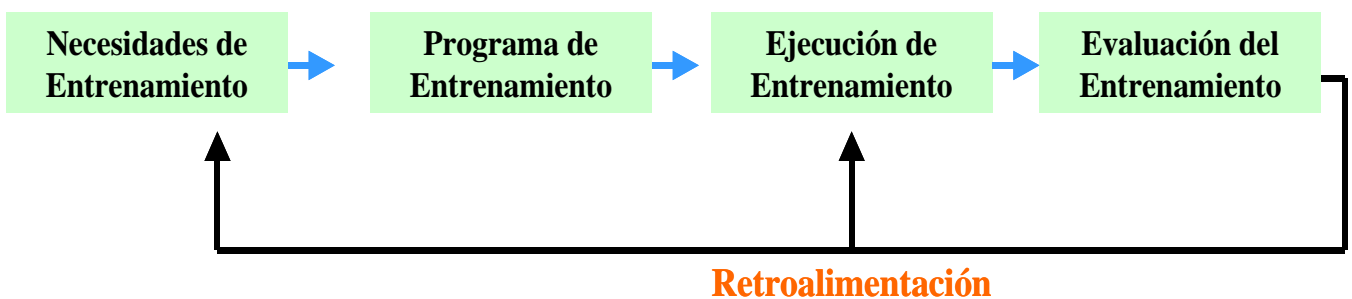 Necesidades de
Entrenamiento
Programa de
Entrenamiento
Ejecución de
Entrenamiento
Evaluación del
Entrenamiento
Retroalimentación